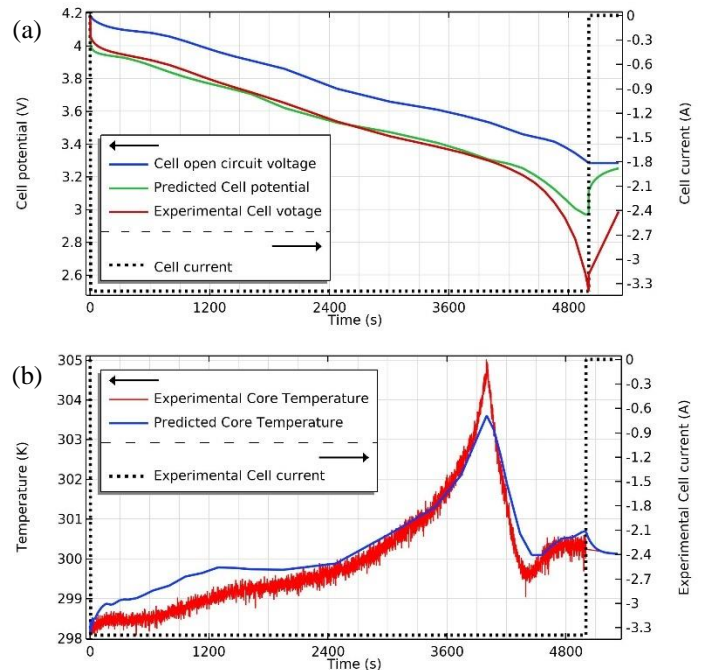 (a)
4.2
4
3.8
3.6
3.4
3.2
3
2.8
2.6
Cell potential (V)
Cell open circuit voltage
Predicted Cell potential
Experimental Cell votage
Cell current
0
-0.3
-0.6
-0.9
-1.2
-1.5
-1.8
-2.1
-2.4
-2.7
-3
-3.3
Cell current (A)
0 1200 2400 3600 4800
Time (s)
(b)
305
304
303
302
301
300
299
298
Temperature (K)
Experimental Core Temperature
Predicted Core Temperature
Experimental Cell current
0
-0.3
-0.6
-0.9
-1.2
-1.5
-1.8
-2.1
-2.4
-2.7
-3
-3.3
Experimental Cell current (A)
0 1200 2400 3600 4800
Time (s)